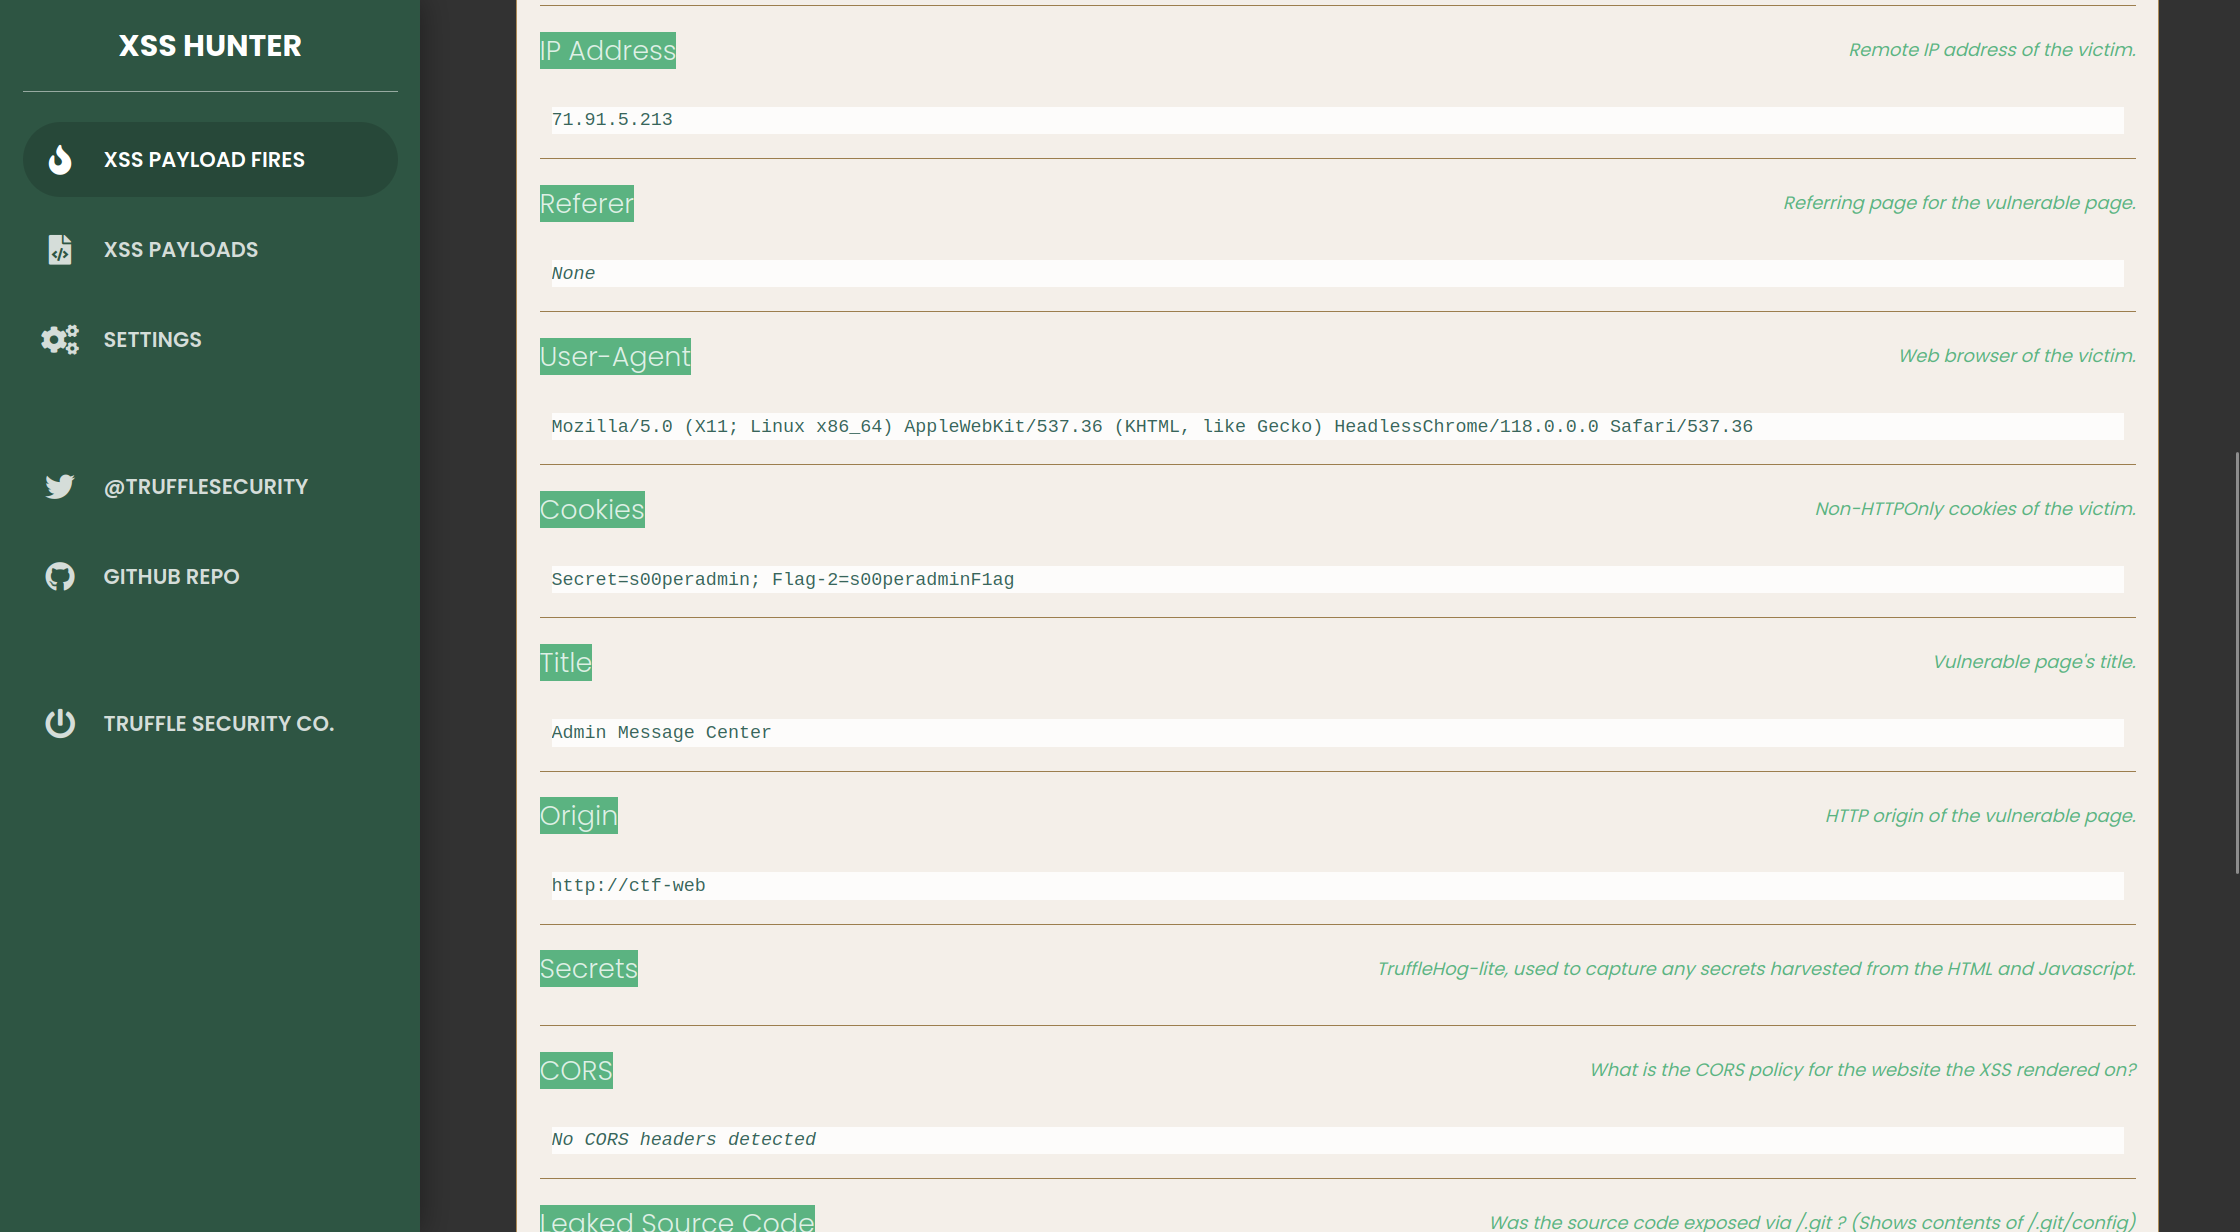 XSS HUNTER
XSS PAYLOAD FIRES
XSS PAYLOADS
SETTINGS
@TRUFFLESECURITY
GITHUB REPO
TRUFFLE SECURITY CO.
IP Address
Remote IP address of the victim.
71.91.5.213
Referer
Referring page for the vulnerable page.
None
User-Agent
Web browser of the victim.
Mozilla/5.0 (X11; Linux x86_64) AppleWebKit/537.36 (KHTML, like Gecko) HeadlessChrome/118.0.0.0 Safari/537.36
Cookies
Non-HTTPOnly cookies of the victim.
Secret=s00peradmin; Flag-2=s00peradminF1ag
Title
Vulnerable page's title.
Admin Message Center
Origin
HTTP origin of the vulnerable page.
http://ctf-web
Secrets
TruffleHog-lite, used to capture any secrets harvested from the HTML and Javascript.
CORS
What is the CORS policy for the website the XSS rendered on?
No CORS headers detected
Leaked Source Code
Was the source code exposed via /.git ? (Shows contents of /.git/config)